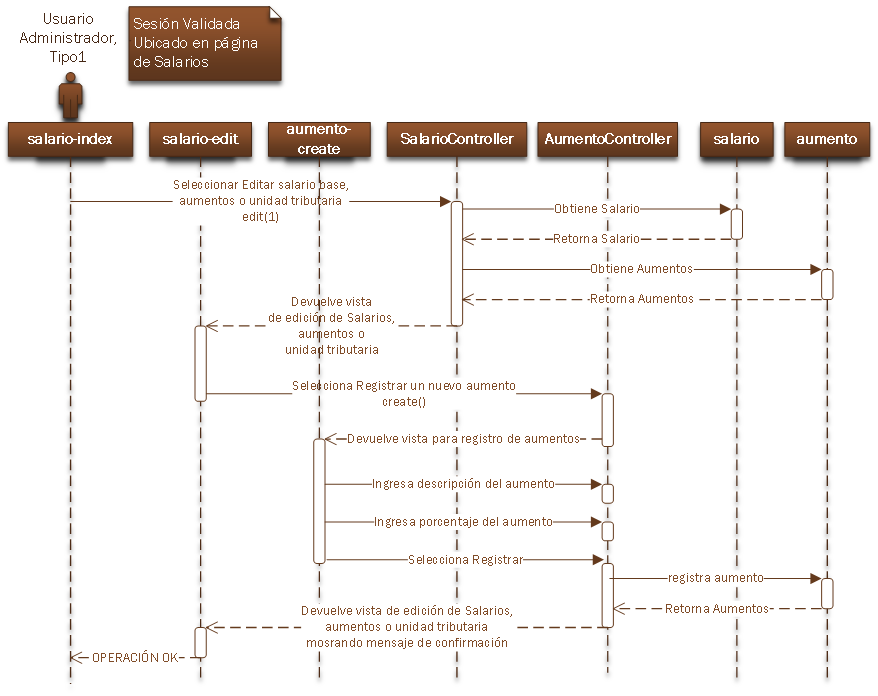 Usuario
Administrador,
Tipo1
Sesión Validada
Ubicado en página
de Salarios
salario-index
salario-edit
aumento-
create
SalarioController
AumentoController
salario
aumento
Seleccionar Editar salario base,
aumentos o unidad tributaria
edit(1)
Obtiene Salario
Retorna Salario
Obtiene Aumentos
Retorna Aumentos
Devuelve vista
de edición de Salarios,
aumentos o
unidad tributaria
Selecciona Registrar un nuevo aumento
create()
Devuelve vista para registro de aumentos
Ingresa descripción del aumento
Ingresa porcentaje del aumento
Selecciona Registrar
registra aumento
Retorna Aumentos
Devuelve vista de edición de Salarios,
aumentos o unidad tributaria
mosrando mensaje de confirmación
OPERACIÓN OK